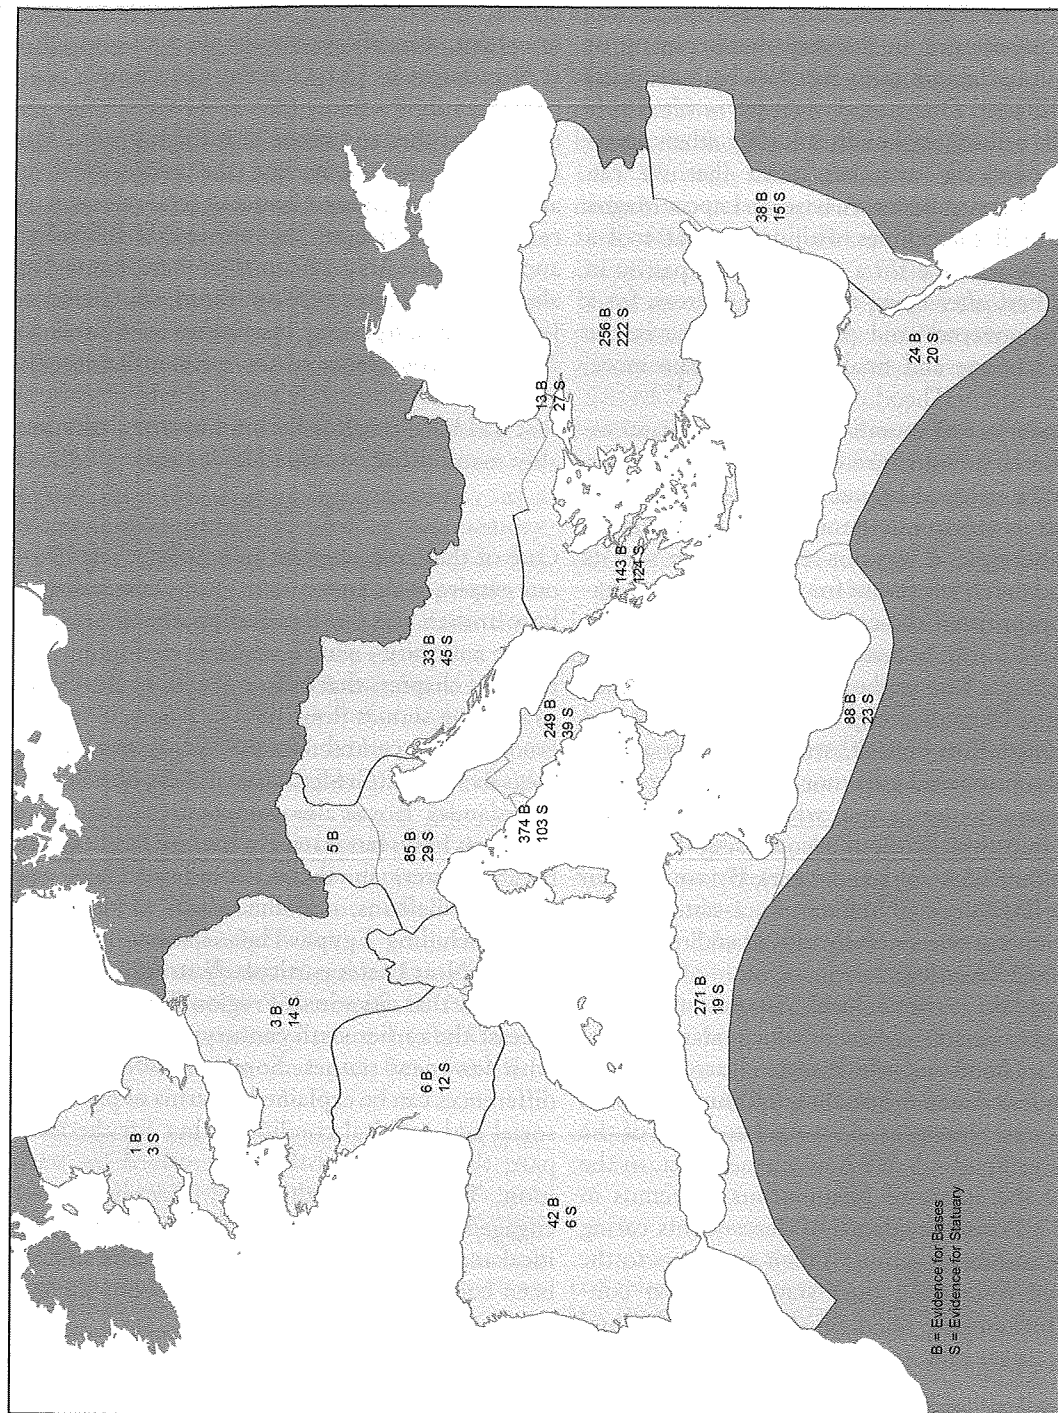 1 B
3 S
3 B
14 S
6 B
12 S
42 B
6 S
5 B
85 B
29 S
374 B
103 S
249 B
39 S
33 B
45 S
143 B
124 S
13 B
27 S
256 B
222 S
38 B
15 S
24 B
20 S
88 B
23 S
271 B
19 S
B = Evidence for Bases
S = Evidence for Statuary